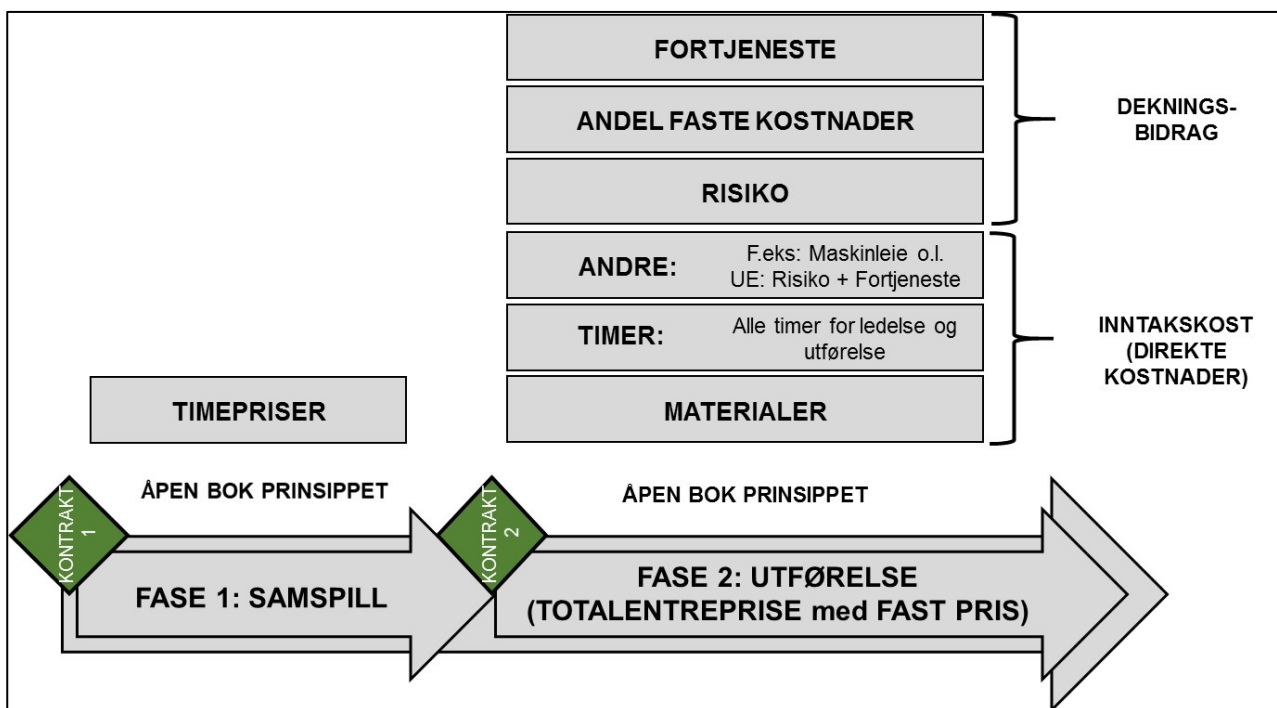 FORTJENESTE
ANDEL FASTE KOSTNADER
RISIKO
DEKNINGS-
BIDRAG
ANDRE:
F.eks: Maskinleie o.l.
UE: Risiko + Fortjeneste
TIMER:
Alle timer for ledelse og
utførelse
MATERIALER
INNTAKSKOST
(DIREKTE
KOSTNADER)
TIMEPRISER
KONTRAKT
1
ÅPEN BOK PRINSIPPET
FASE 1: SAMSPILL
KONTRAKT
2
ÅPEN BOK PRINSIPPET
FASE 2: UTFØRELSE
(TOTALENTREPRISE med FAST PRIS)